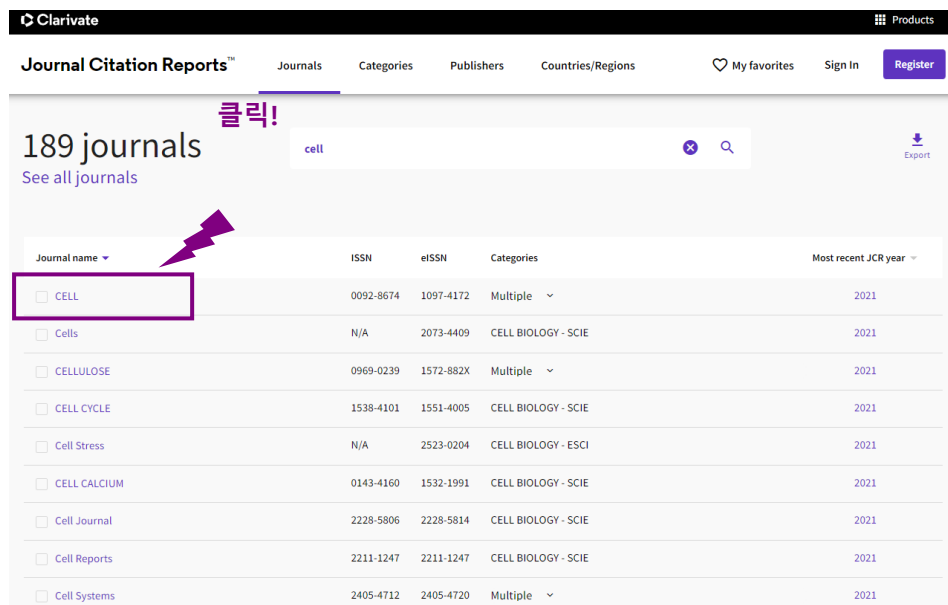 Clarivate Products
Journal Citation Reports™ Journals Categories Publishers Countries/Regions My favorites Sign In Register
클릭!
189 journals cell Export
See all journals
Journal name ISSN eISSN Categories Most recent JCR year
CELL 0092-8674 1097-4172 Multiple 2021
Cells N/A 2073-4409 CELL BIOLOGY - SCIE 2021
CELLULOSE 0969-0239 1572-882X Multiple 2021
CELL CYCLE 1538-4101 1551-4005 CELL BIOLOGY - SCIE 2021
Cell Stress N/A 2523-0204 CELL BIOLOGY - ESCI 2021
CELL CALCIUM 0143-4160 1532-1991 CELL BIOLOGY - SCIE 2021
Cell Journal 2228-5806 2228-5814 CELL BIOLOGY - SCIE 2021
Cell Reports 2211-1247 2211-1247 CELL BIOLOGY - SCIE 2021
Cell Systems 2405-4712 2405-4720 Multiple 2021